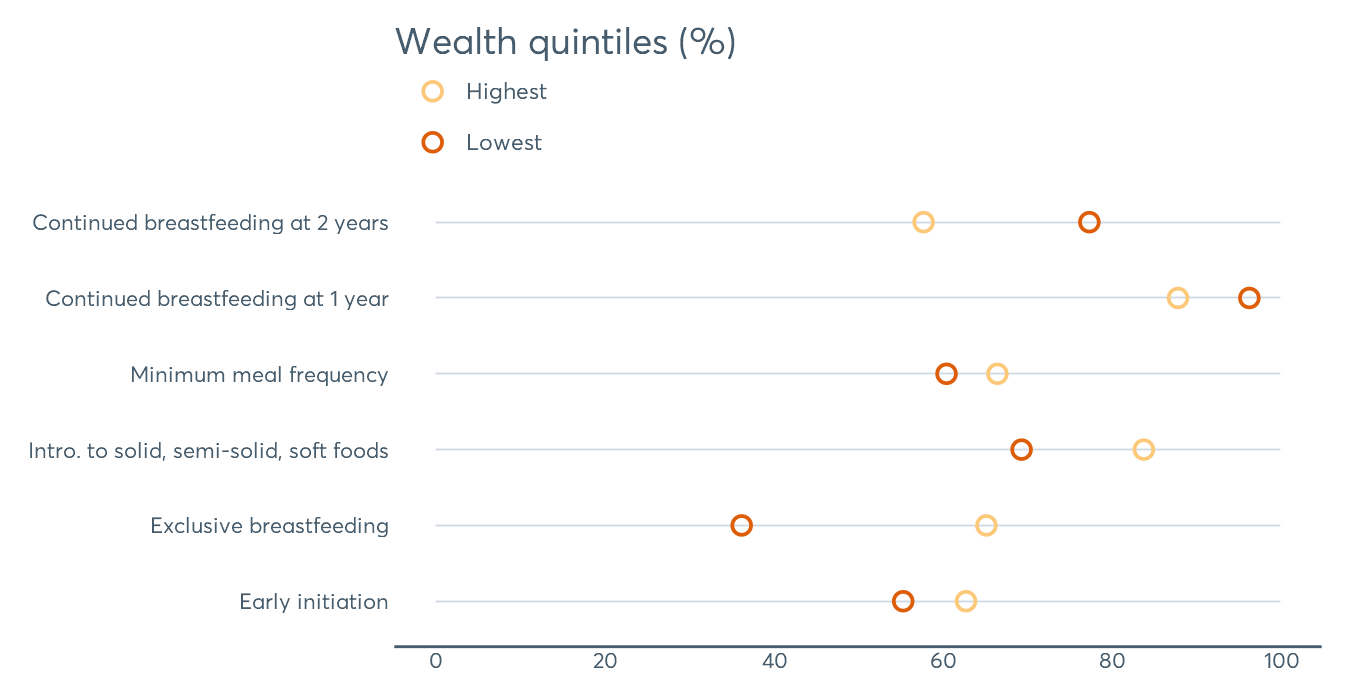 Wealth quintiles (%)
Highest
Lowest
Continued breastfeeding at 2 years
Continued breastfeeding at 1 year
Minimum meal frequency
Intro. to solid, semi-solid, soft foods
Exclusive breastfeeding
Early initiation
0 20 40 60 80 100